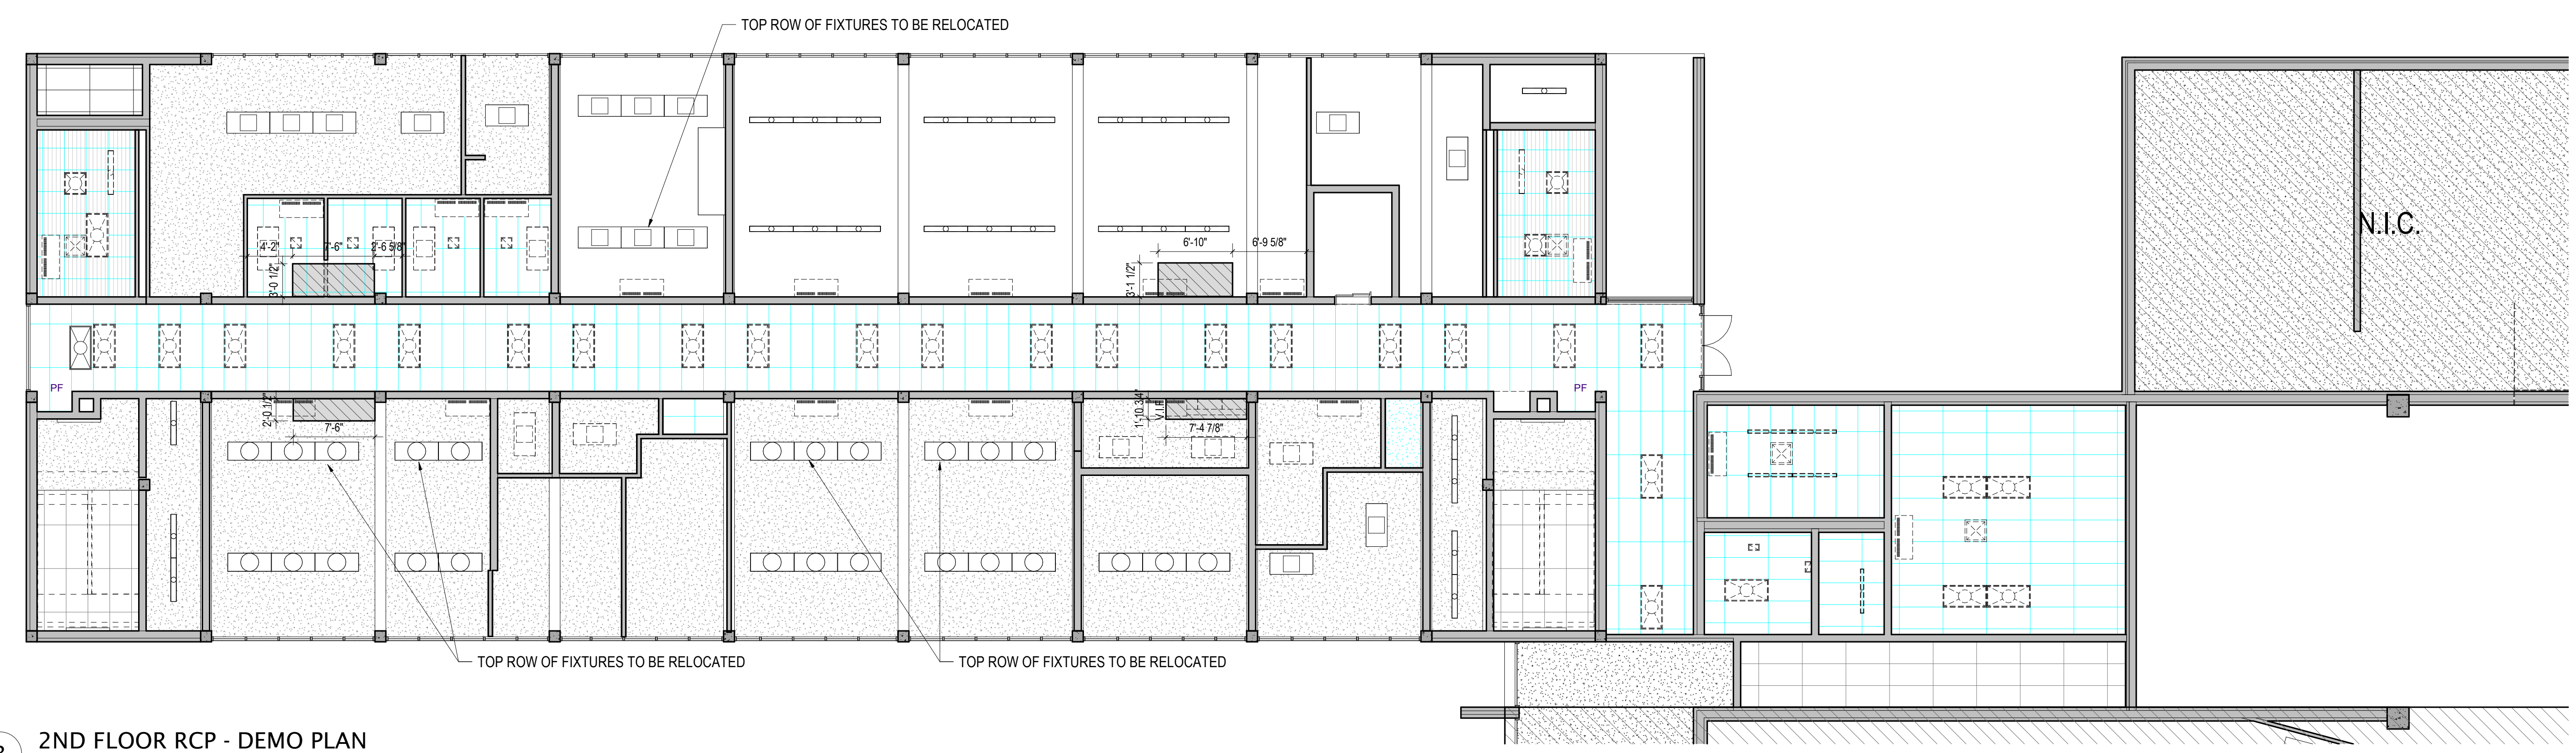 TOP ROW OF FIXTURES TO BE RELOCATED
N.I.C.
4'-2"
7'-6"
2'-6 5/8"
3'-0 1/2"
6'-10"
6'-9 5/8"
3'-1 1/2"
PF
PF
2'-0 1/2"
7'-6"
1'-10 3/4"
V.I.F.
7'-4 7/8"
TOP ROW OF FIXTURES TO BE RELOCATED
TOP ROW OF FIXTURES TO BE RELOCATED
2ND FLOOR RCP - DEMO PLAN